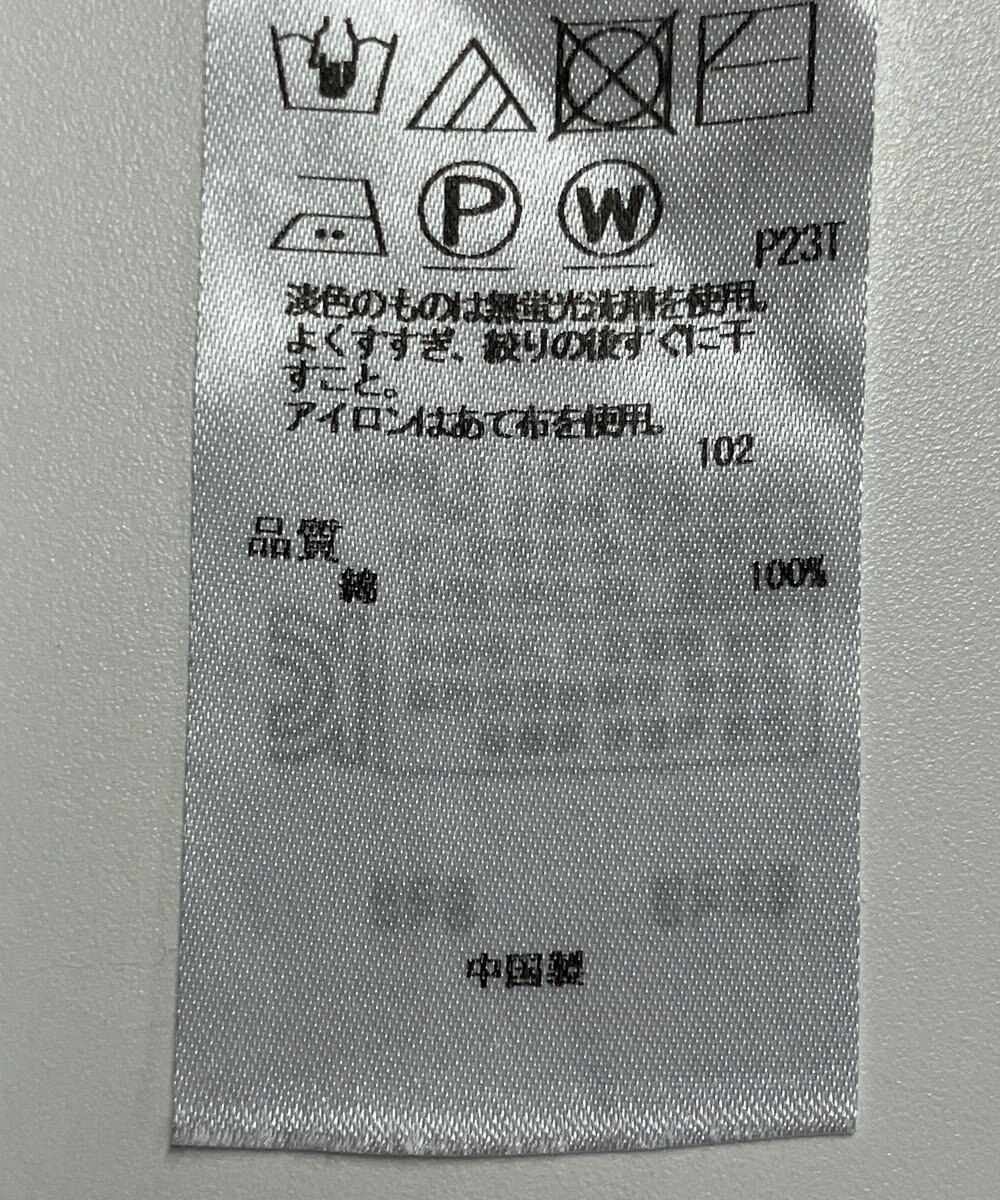 P W P23T
淡色のものは無蛍光洗剤を使用。
よくすすぎ、絞りの後すぐに干
すこと。
アイロンはあて布を使用。
102
品質
綿 100%
中国製